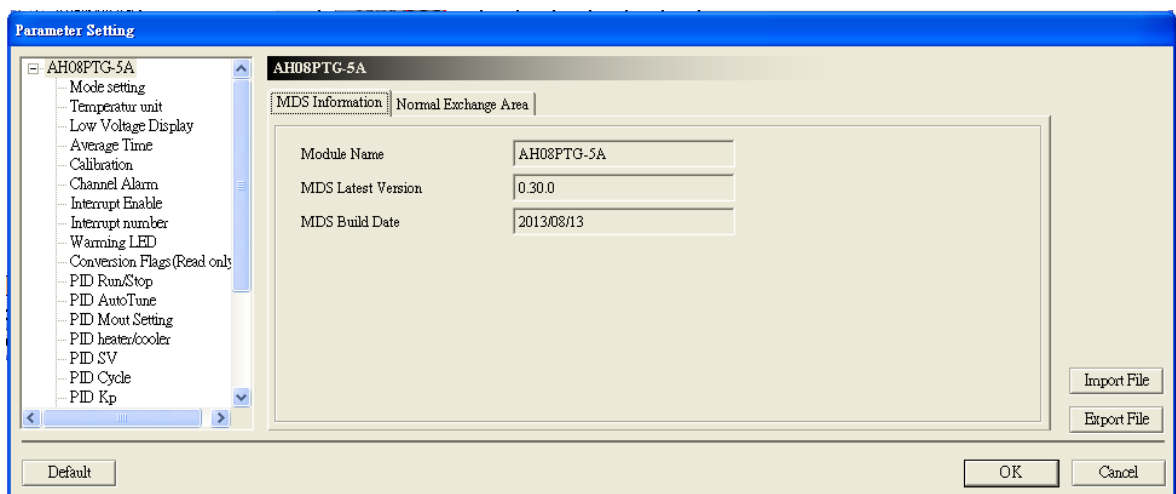 Parameter Setting
AH08PTG-5A
Mode setting
Temperatur unit
Low Voltage Display
Average Time
Calibration
Channel Alarm
Interrupt Enable
Interrupt number
Warning LED
Conversion Flags(Read only
PID Run/Stop
PID AutoTune
PID Mout Setting
PID heater/cooler
PID SV
PID Cycle
PID Kp
AH08PTG-5A
MDS Information
Normal Exchange Area
Module Name
AH08PTG-5A
MDS Latest Version
0.30.0
MDS Build Date
2013/08/13
Import File
Export File
Default
OK
Cancel